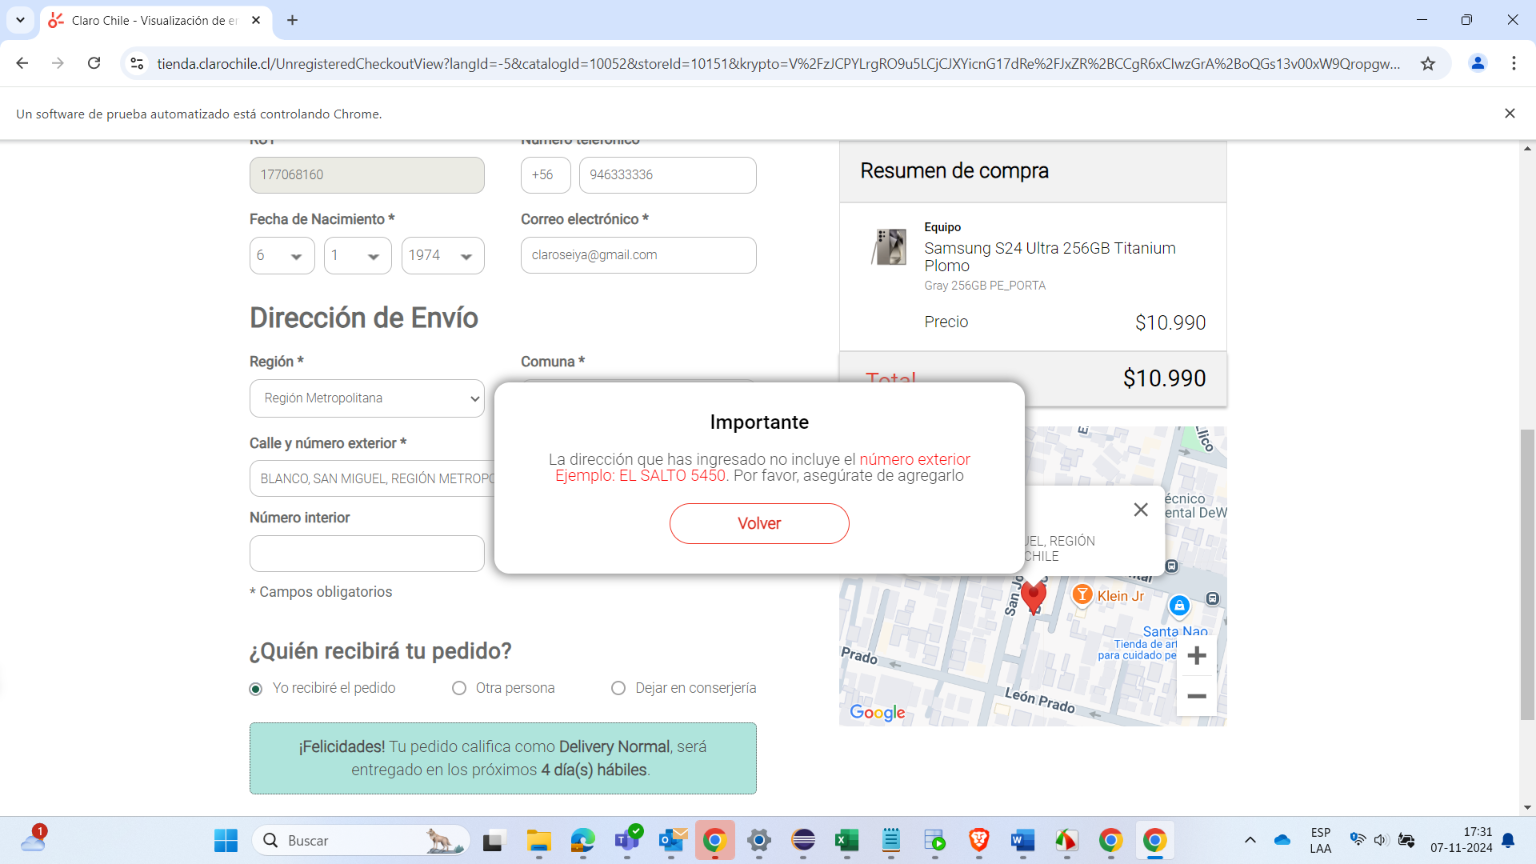 Claro Chile - Visualización de e
tienda.clarochile.cl/UnregisteredCheckoutView?langId=-5&catalogId=10052&storeId=10151&krypto=V%2FzJCPYLrgRO9u5LCjCJXYicnG17dRe%2FJxZR%2BCCgR6xClwzGrA%2BoQGs13v00xW9Qropgw...
Un software de prueba automatizado está controlando Chrome.
RUT
Número telefónico
177068160
+56
946333336
Fecha de Nacimiento *
Correo electrónico *
6
1
1974
claroseiya@gmail.com
Dirección de Envío
Región *
Comuna *
Región Metropolitana
Calle y número exterior *
BLANCO, SAN MIGUEL, REGIÓN METROPO
Número interior
* Campos obligatorios
¿Quién recibirá tu pedido?
Yo recibiré el pedido
Otra persona
Dejar en conserjería
¡Felicidades! Tu pedido califica como Delivery Normal, será
entregado en los próximos 4 día(s) hábiles.
Resumen de compra
Equipo
Samsung S24 Ultra 256GB Titanium
Plomo
Gray 256GB PE_PORTA
Precio
$10.990
Total
$10.990
Importante
La dirección que has ingresado no incluye el número exterior
Ejemplo: EL SALTO 5450. Por favor, asegúrate de agregarlo
Volver
Llico
écnico
ental DeW
UEL, REGIÓN
CHILE
San Jo
Klein Jr
Santa Nao
Tienda de art
para cuidado pe
Prado
León Prado
Google
1
Buscar
ESP
LAA
17:31
07-11-2024